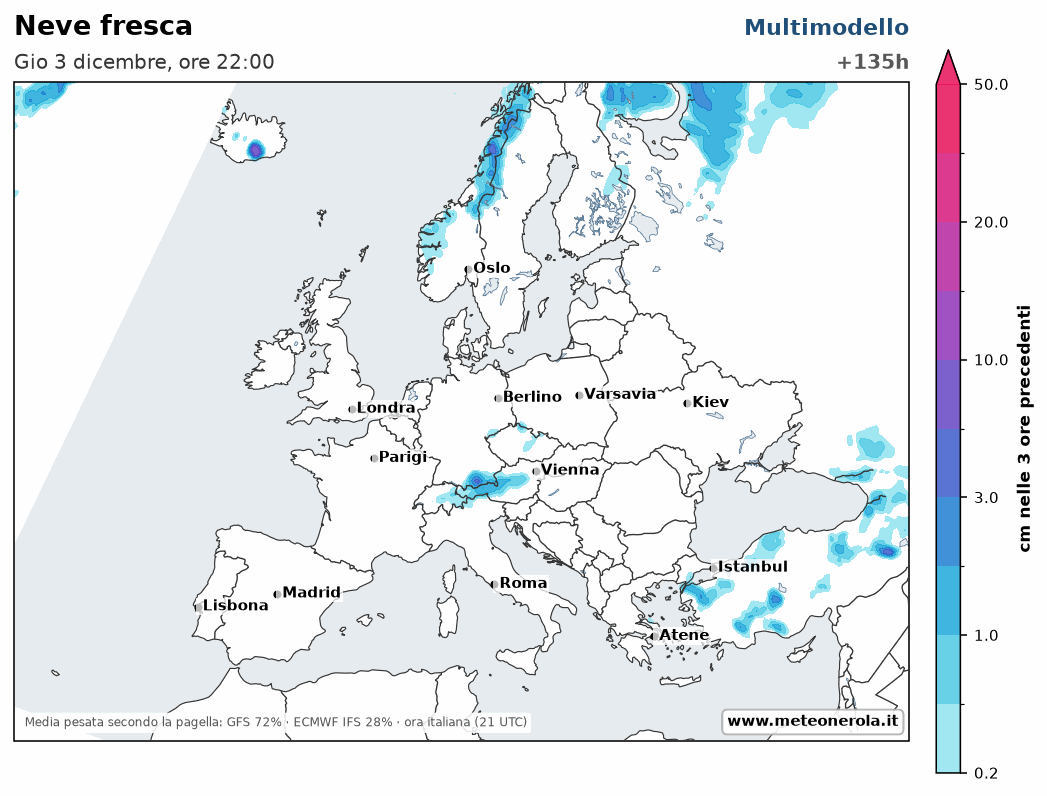 Neve fresca
Multimodello
Gio 3 dicembre, ore 22:00
+135h
50.0
20.0
10.0
3.0
1.0
0.2
cm nelle 3 ore precedenti
Oslo
Berlino
Varsavia
Kiev
Londra
Parigi
Vienna
Istanbul
Roma
Madrid
Lisbona
Atene
Media pesata secondo la pagella: GFS 72% · ECMWF IFS 28% · ora italiana (21 UTC)
www.meteonerola.it